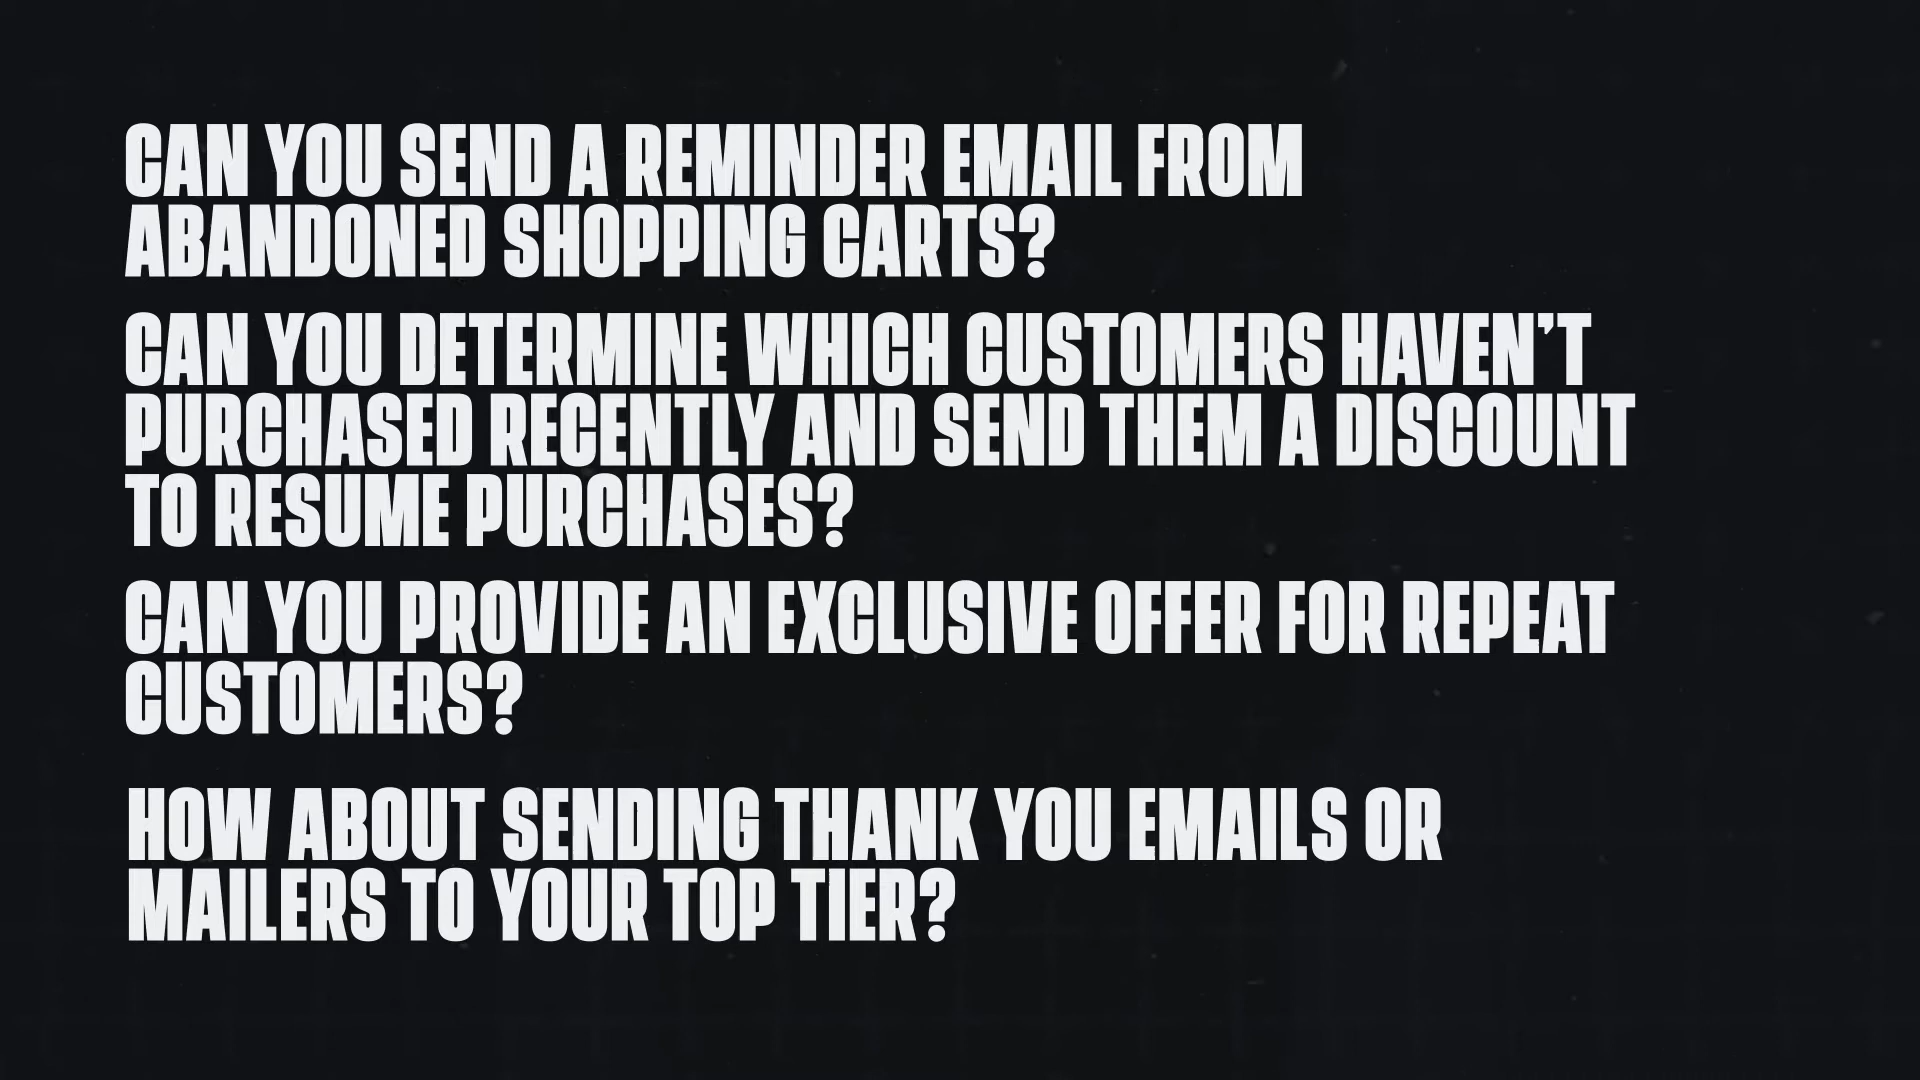 CAN YOU SEND A REMINDER EMAIL FROM
ABANDONED SHOPPING CARTS?
CAN YOU DETERMINE WHICH CUSTOMERS HAVEN'T
PURCHASED RECENTLY AND SEND THEM A DISCOUNT
TO RESUME PURCHASES?
CAN YOU PROVIDE AN EXCLUSIVE OFFER FOR REPEAT
CUSTOMERS?
HOW ABOUT SENDING THANK YOU EMAILS OR
MAILERS TO YOUR TOP TIER?